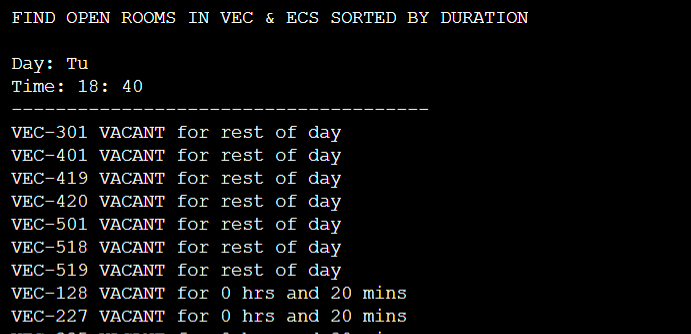 FIND OPEN ROOMS IN VEC & ECS SORTED BY DURATION
Day: Tu
Time: 18: 40
--------------------------------------
VEC-301 VACANT for rest of day
VEC-401 VACANT for rest of day
VEC-419 VACANT for rest of day
VEC-420 VACANT for rest of day
VEC-501 VACANT for rest of day
VEC-518 VACANT for rest of day
VEC-519 VACANT for rest of day
VEC-128 VACANT for 0 hrs and 20 mins
VEC-227 VACANT for 0 hrs and 20 mins